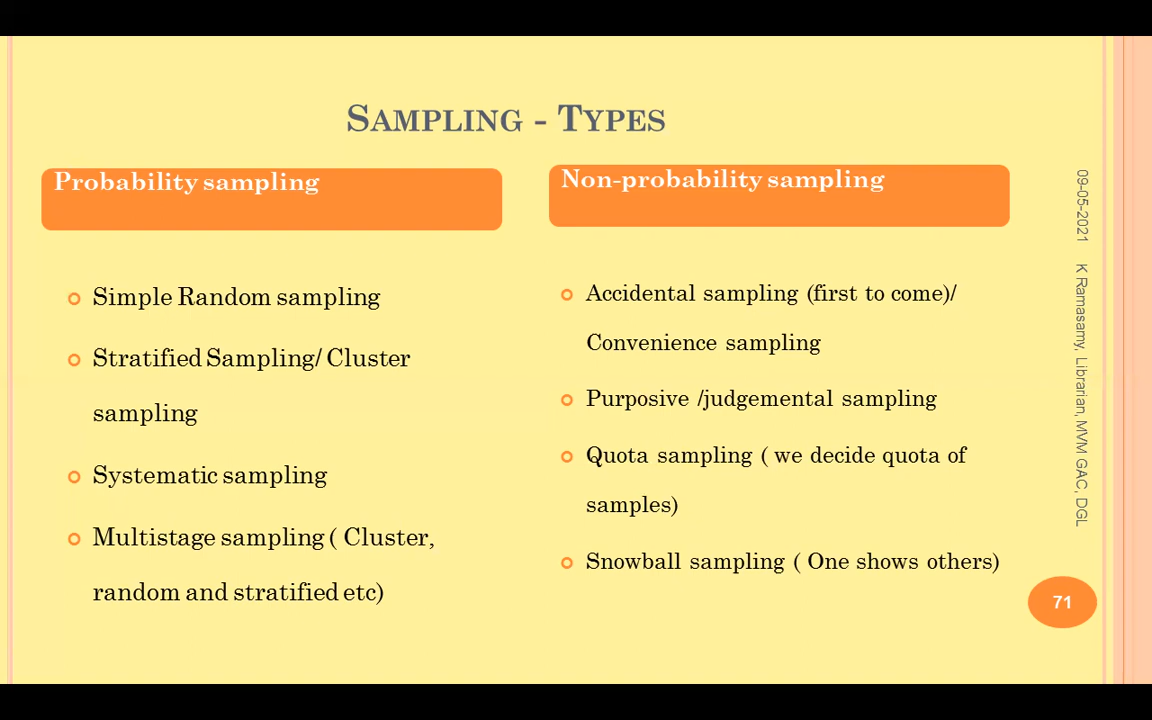 Sampling - Types
Probability sampling
Simple Random sampling
Stratified Sampling/ Cluster
sampling
Systematic sampling
Multistage sampling ( Cluster,
random and stratified etc)
Non-probability sampling
Accidental sampling (first to come)/
Convenience sampling
Purposive /judgemental sampling
Quota sampling ( we decide quota of
samples)
Snowball sampling ( One shows others)
09-05-2021 K Ramasamy, Librarian, MVM GAC, DGL
71